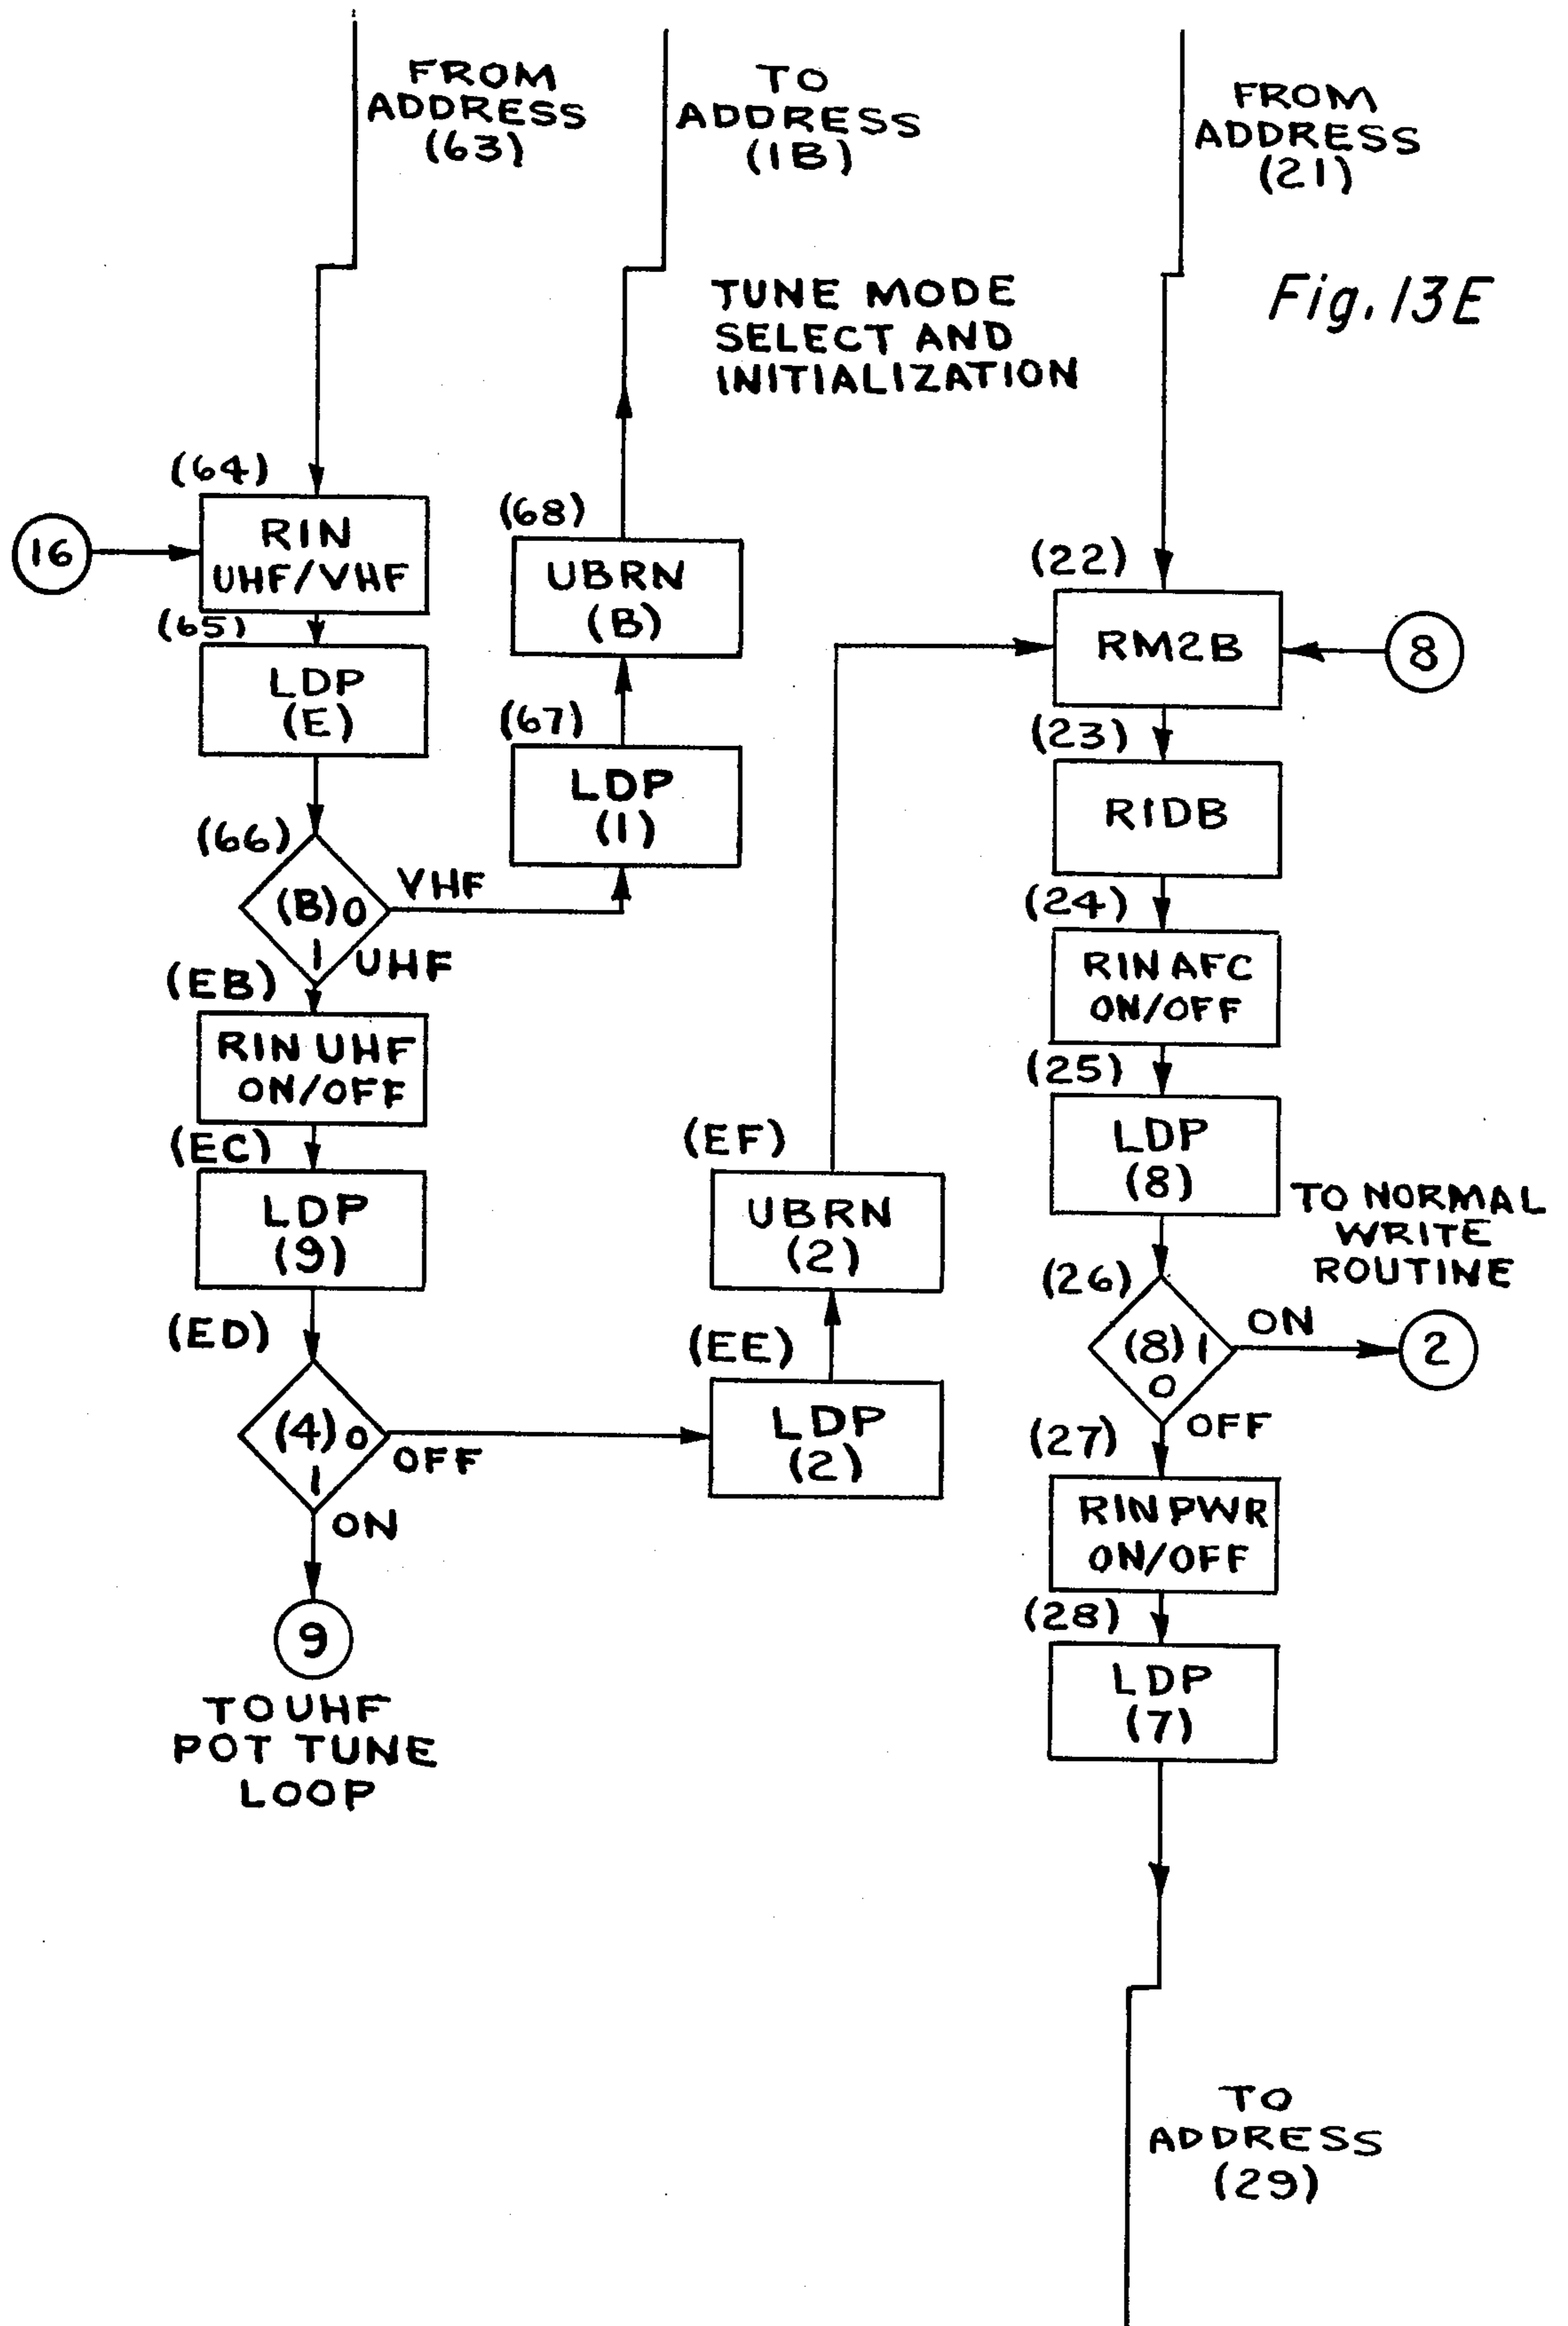 FROM
ADDRESS
(63)
TO
ADDRESS
(1B)
FROM
ADDRESS
(21)
Fig. 13E
TUNE MODE
SELECT AND
INITIALIZATION
(64)
16
RIN
UHF/VHF
(65)
LDP
(E)
(66)
(B) 0
1
VHF
UHF
(68)
UBRN
(B)
(67)
LDP
(1)
(EB)
RIN UHF
ON/OFF
(EC)
LDP
(9)
(ED)
(4) 0
1
OFF
ON
9
TO UHF
POT TUNE
LOOP
(EF)
UBRN
(2)
(EE)
LDP
(2)
(22)
RM2B
8
(23)
R1DB
(24)
RIN AFC
ON/OFF
(25)
LDP
(8)
TO NORMAL
WRITE
ROUTINE
(26)
(8) 1
0
ON
2
OFF
(27)
RIN PWR
ON/OFF
(28)
LDP
(7)
TO
ADDRESS
(29)